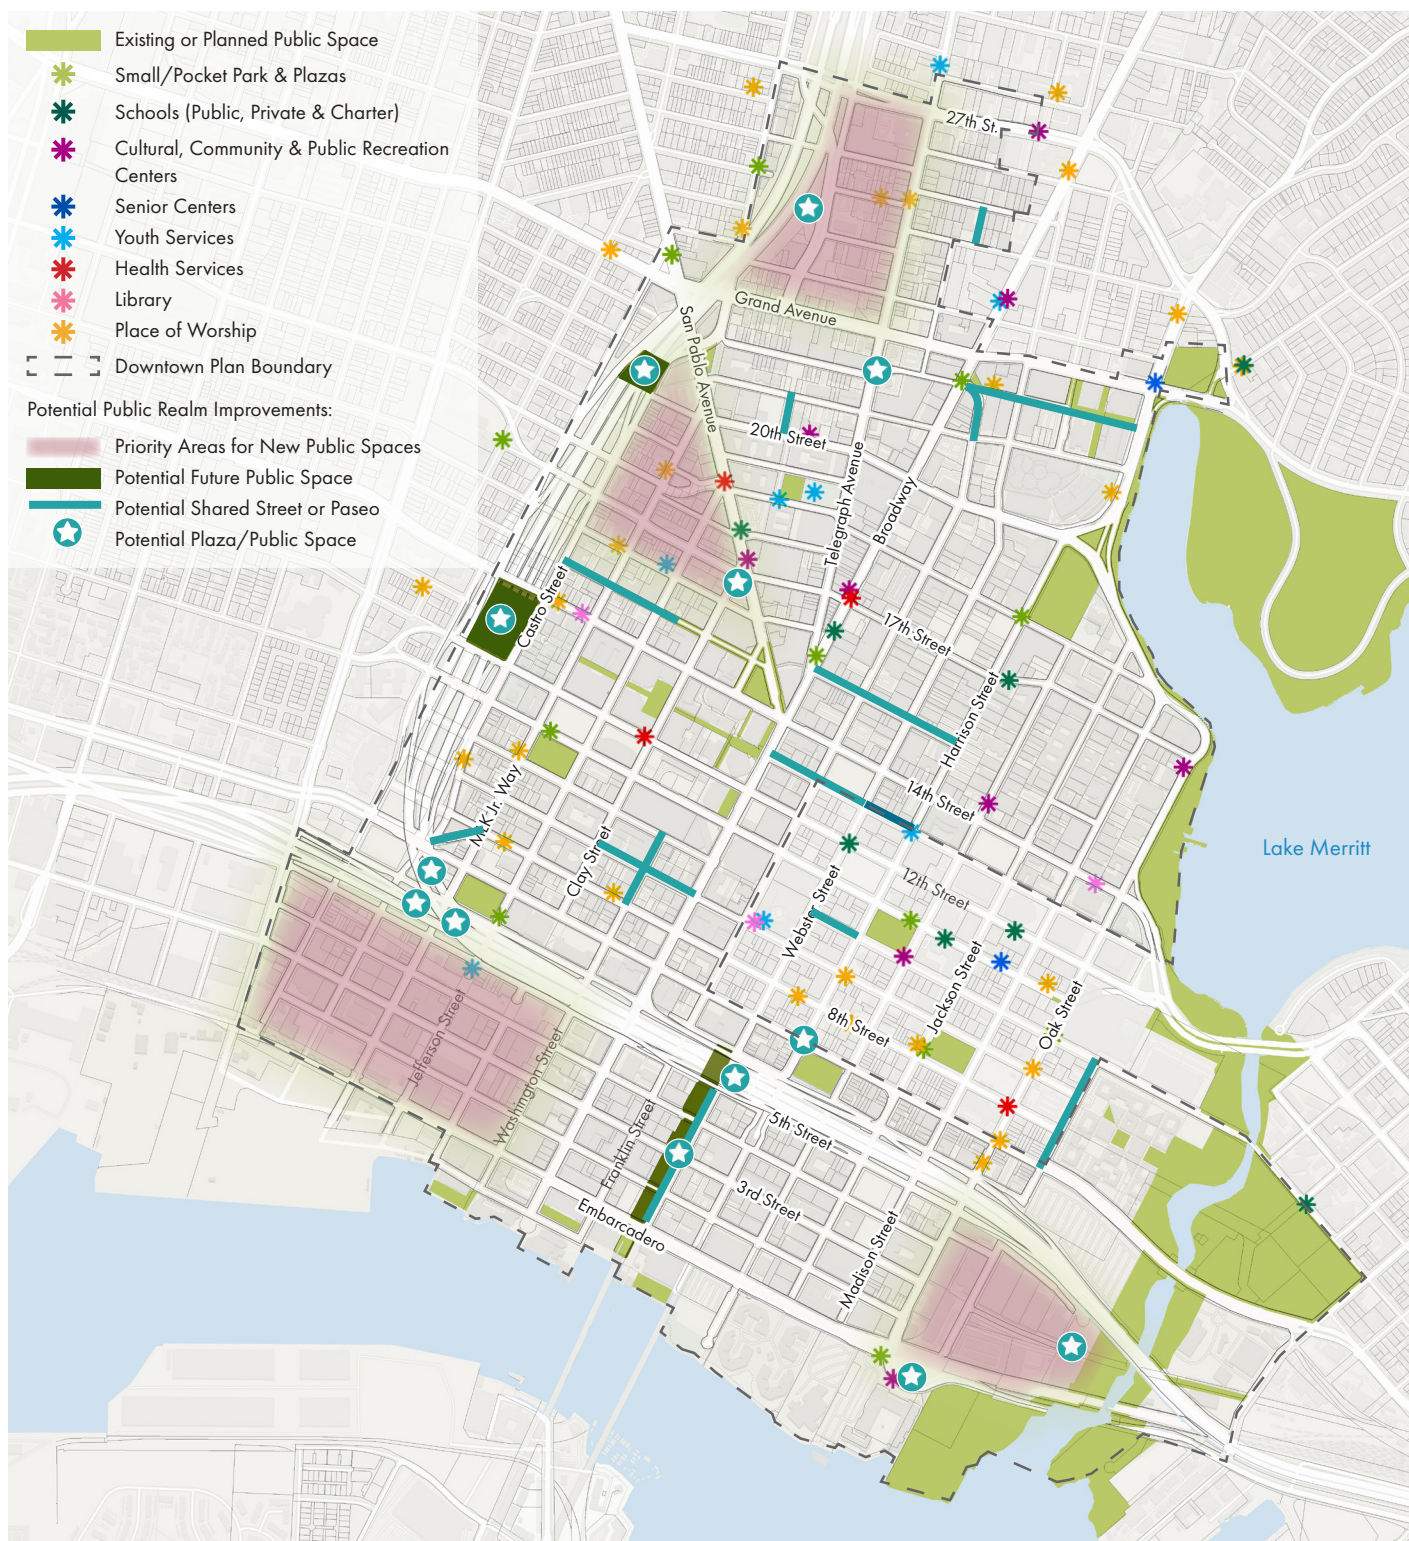 Existing or Planned Public Space
Small/Pocket Park & Plazas
Schools (Public, Private & Charter)
Cultural, Community & Public Recreation
Centers
Senior Centers
Youth Services
Health Services
Library
Place of Worship
Downtown Plan Boundary
Potential Public Realm Improvements:
Priority Areas for New Public Spaces
Potential Future Public Space
Potential Shared Street or Paseo
Potential Plaza/Public Space
27th St.
Grand Avenue
San Pablo Avenue
20th Street
Telegraph Avenue
Broadway
Castro Street
17th Street
Harrison Street
MLK Jr. Way
14th Street
Clay Street
Lake Merritt
12th Street
Webster Street
Jackson Street
Oak Street
8th Street
Jefferson Street
Washington Street
Franklin Street
5th Street
3rd Street
Embarcadero
Madison Street